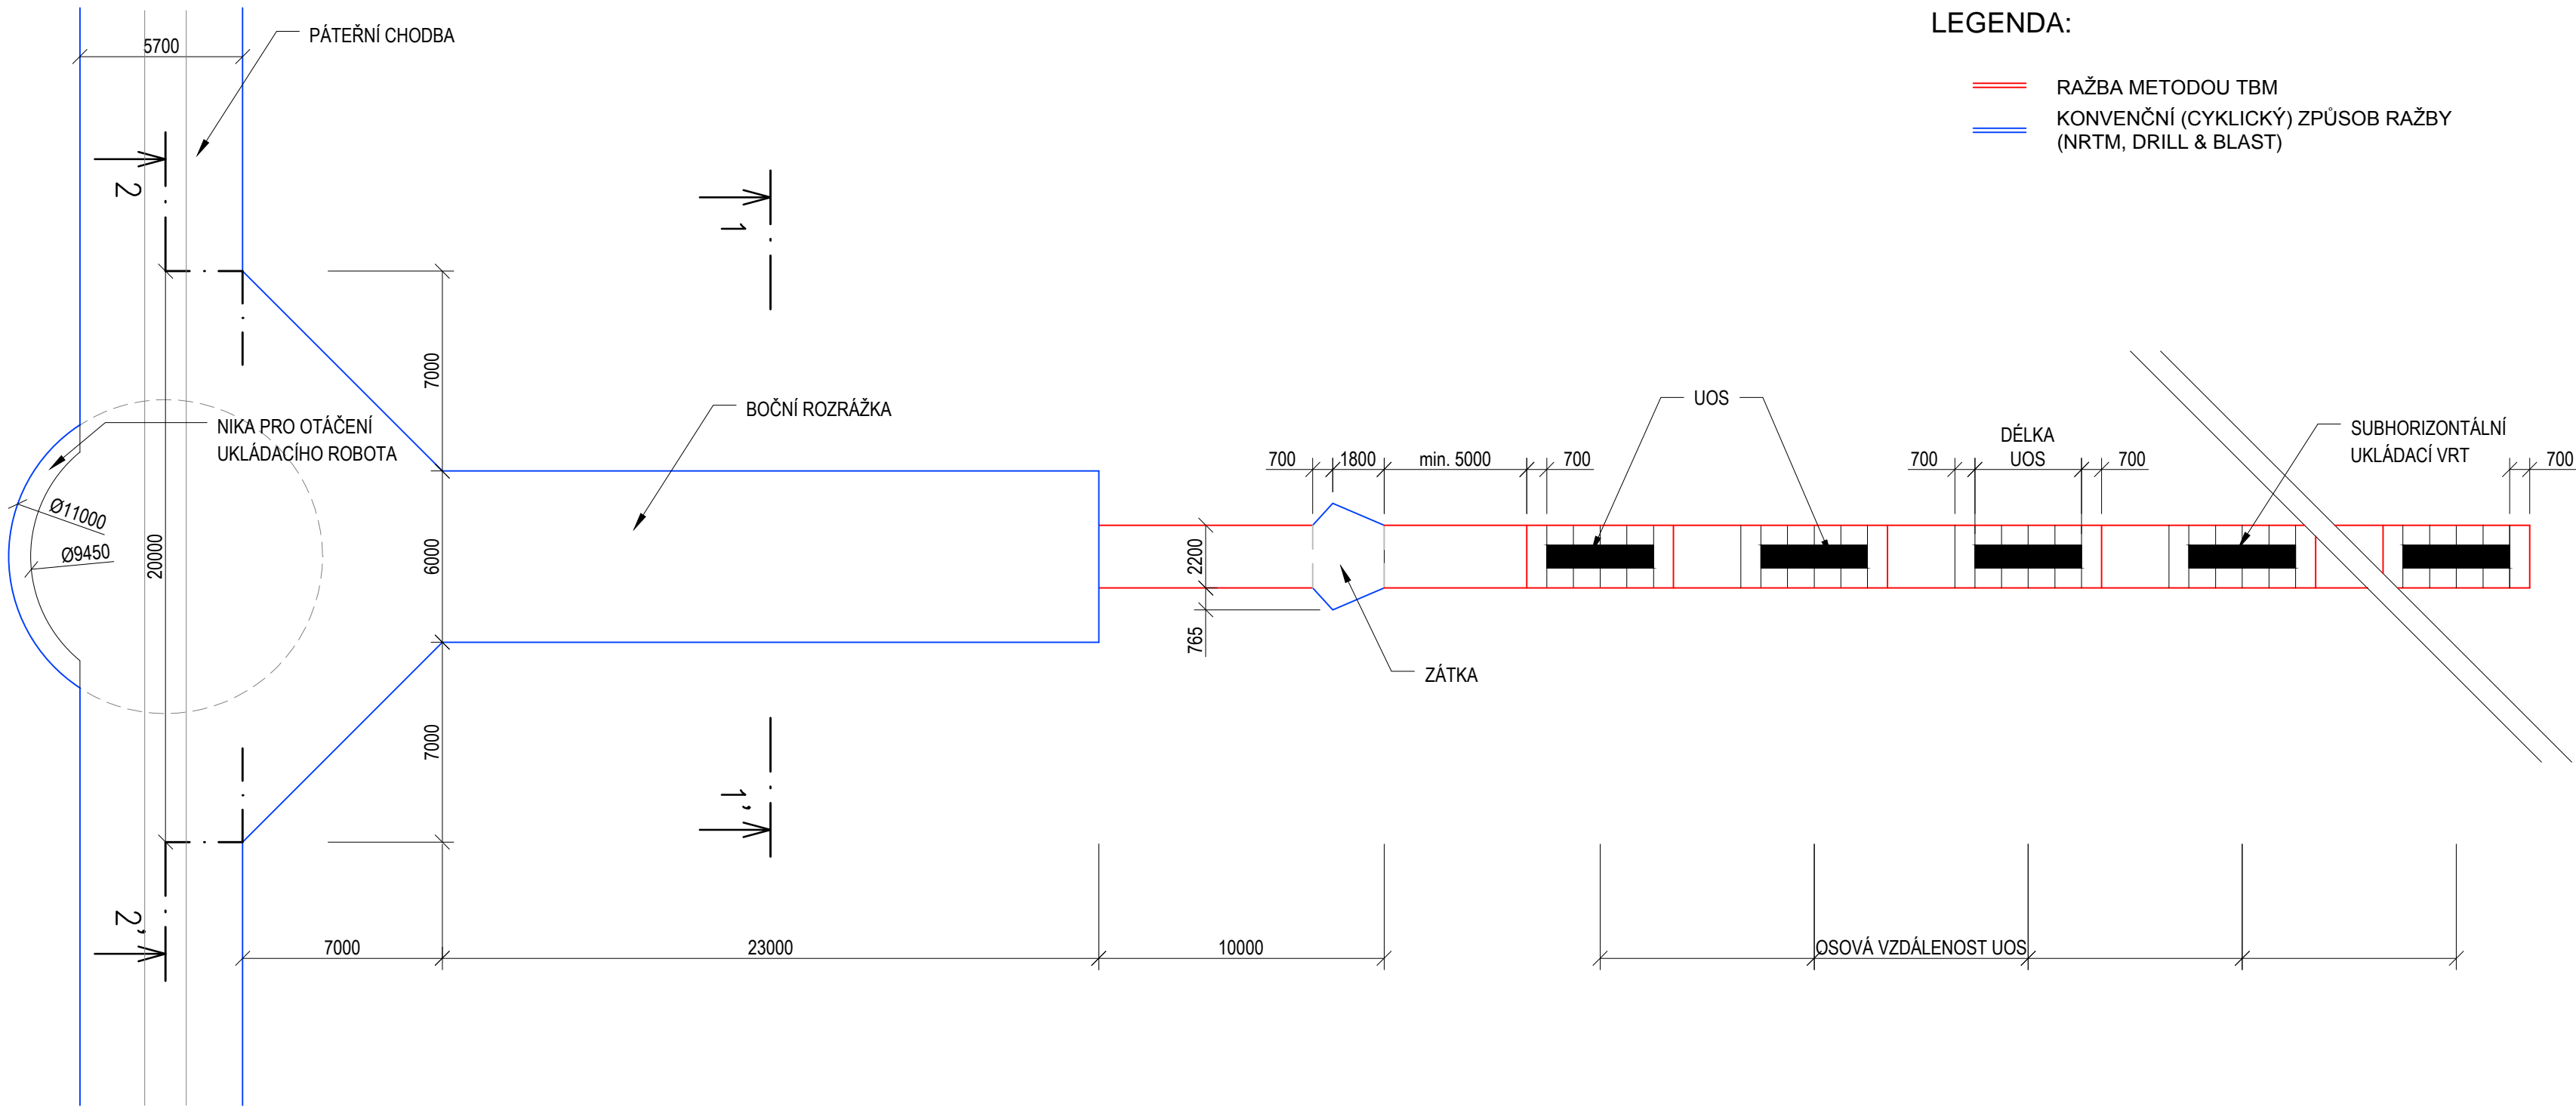 LEGENDA:
RAŽBA METODOU TBM
KONVENČNÍ (CYKLICKÝ) ZPŮSOB RAŽBY
(NRTM, DRILL & BLAST)
5700
PÁTEŘNÍ CHODBA
2
1
7000
BOČNÍ ROZRÁŽKA
NIKA PRO OTÁČENÍ
UKLÁDACÍHO ROBOTA
Ø11000
Ø9450
20000
6000
7000
UOS
DÉLKA
UOS
SUBHORIZONTÁLNÍ
UKLÁDACÍ VRT
700
1800
min. 5000
700
700
700
700
2200
765
ZÁTKA
1'
2'
7000
23000
10000
OSOVÁ VZDÁLENOST UOS